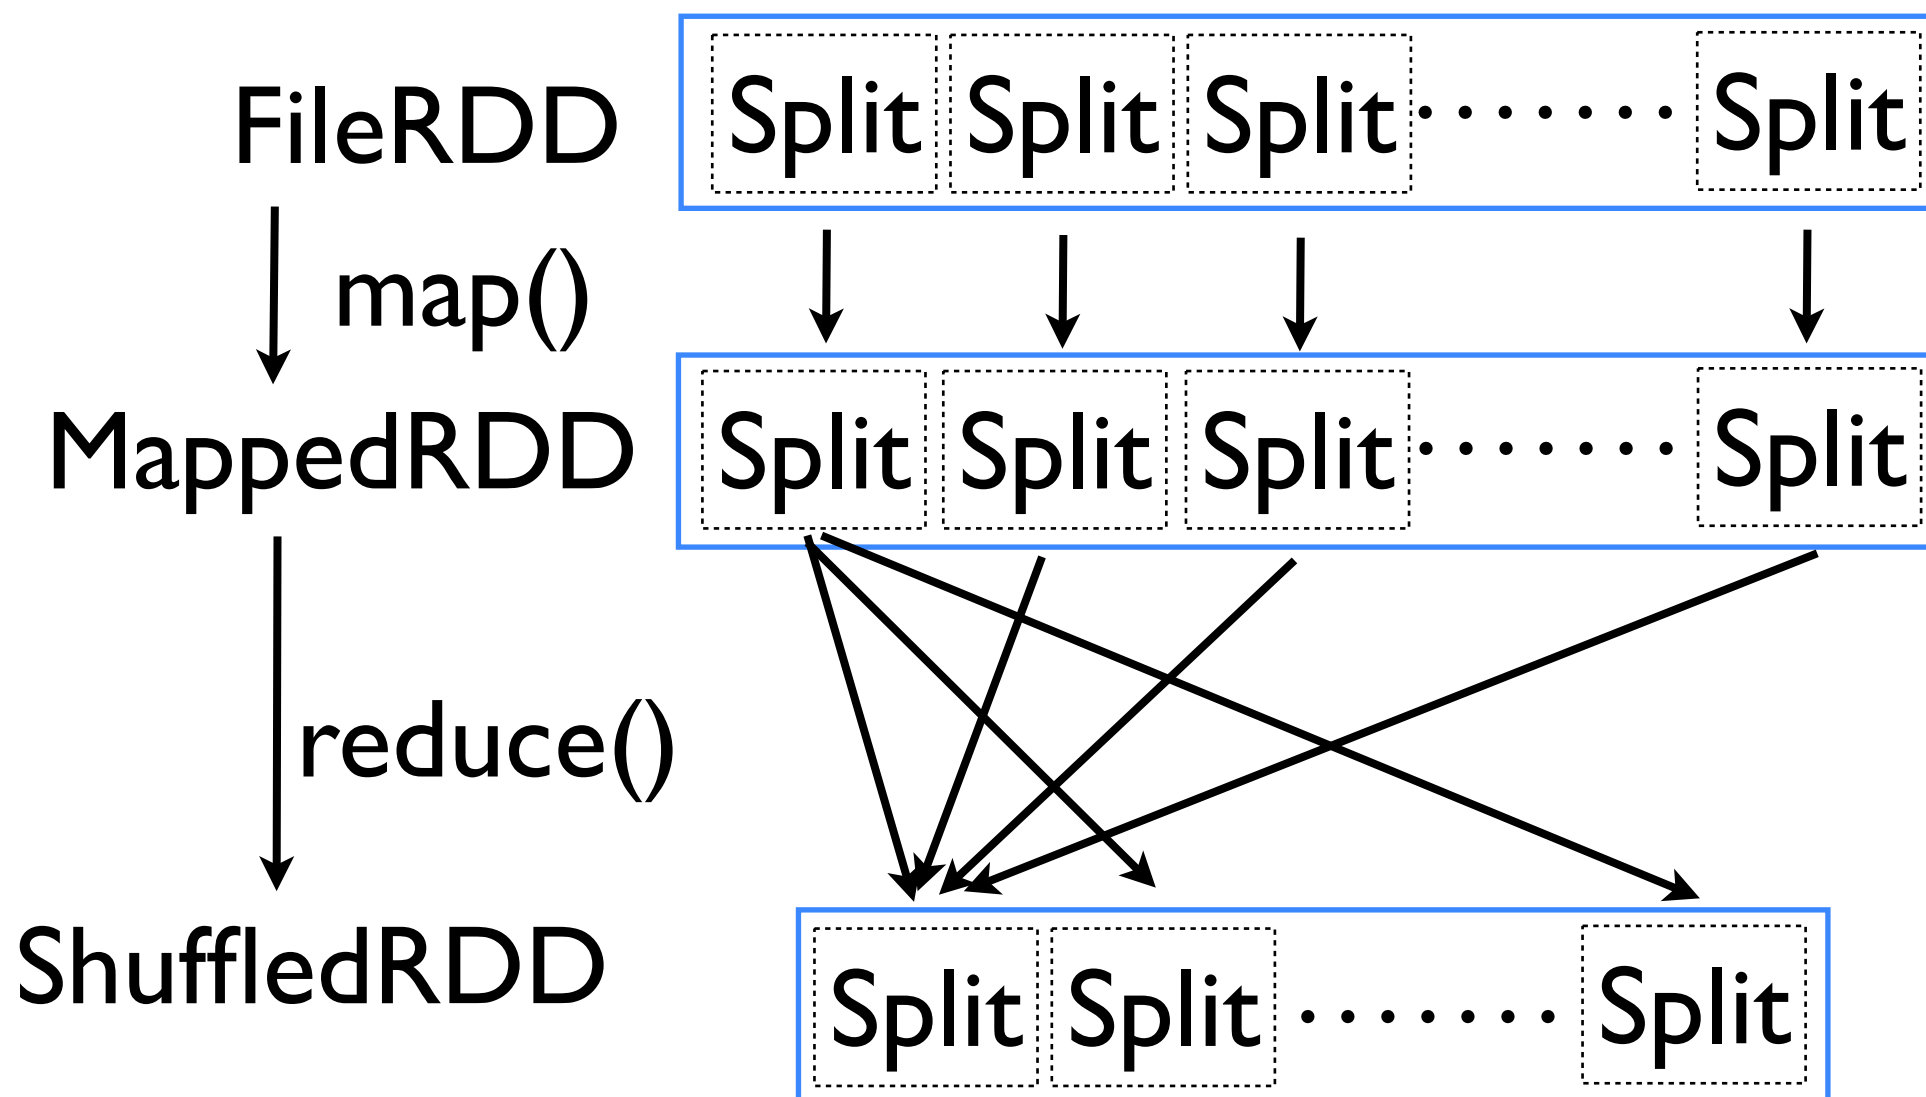 FileRDD
Split Split Split ....... Split
map()
MappedRDD
Split Split Split ....... Split
reduce()
ShuffledRDD
Split Split ....... Split